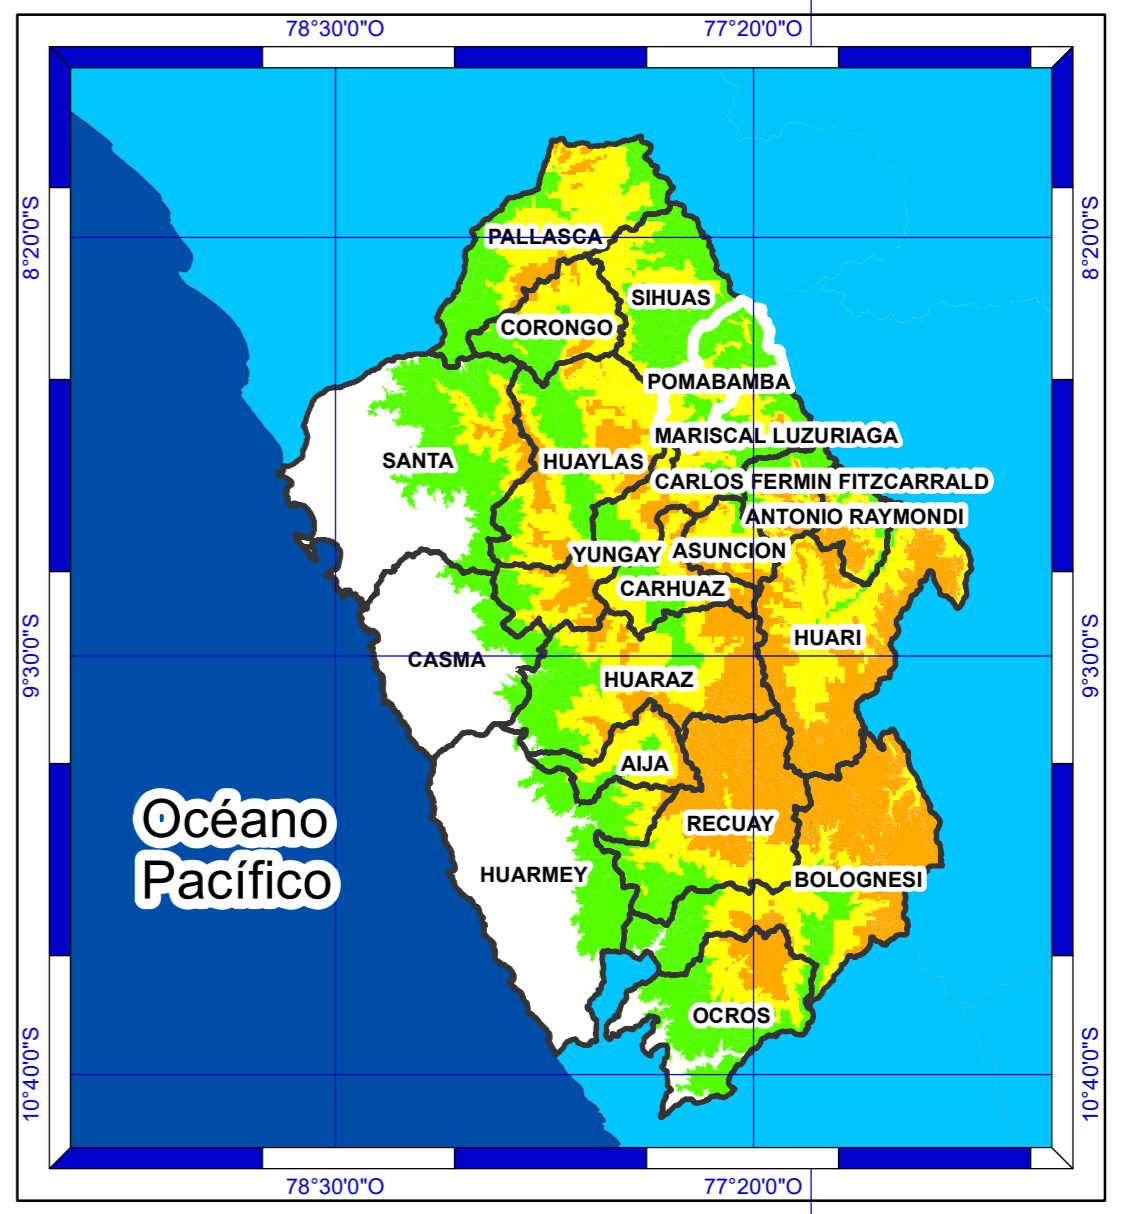 78°30'0"O
77°20'0"O
8°20'0"S
8°20'0"S
PALLASCA
SIHUAS
CORONGO
POMABAMBA
MARISCAL LUZURIAGA
SANTA
HUAYLAS
CARLOS FERMIN FITZCARRALD
ANTONIO RAYMONDI
YUNGAY
ASUNCION
CARHUAZ
HUARI
9°30'0"S
9°30'0"S
CASMA
HUARAZ
AIJA
Océano
Pacífico
RECUAY
HUARMEY
BOLOGNESI
OCROS
10°40'0"S
10°40'0"S
78°30'0"O
77°20'0"O